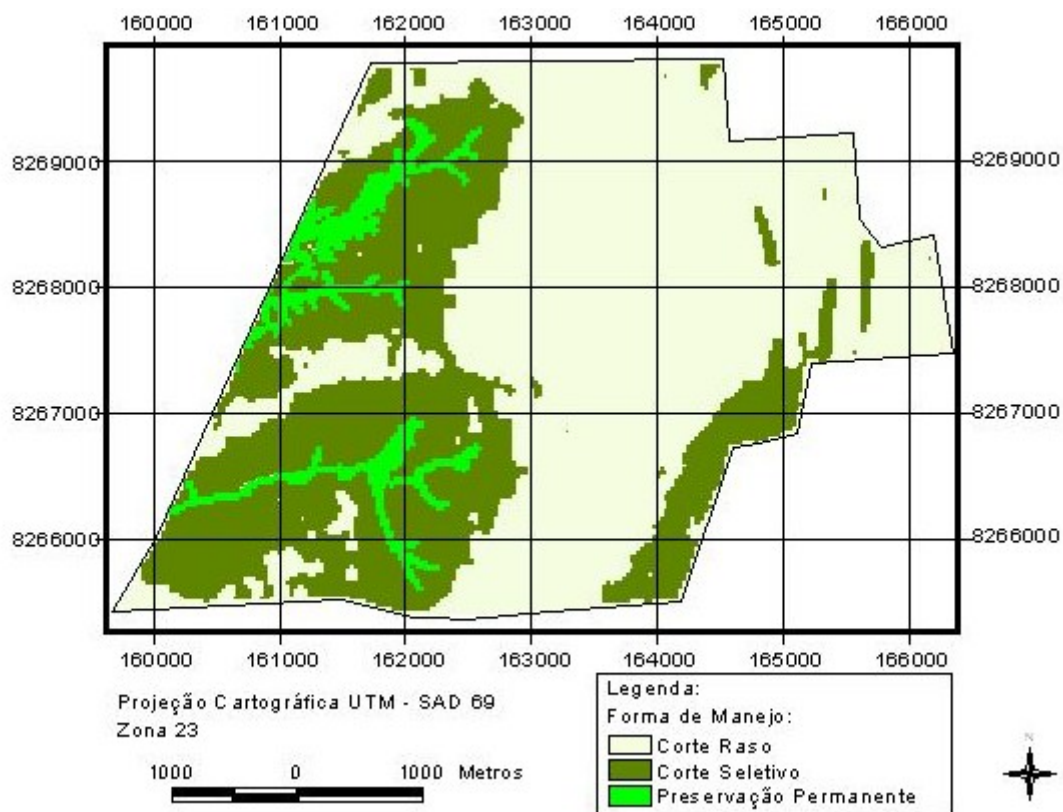 160000 161000 162000 163000 164000 165000 166000
8269000 8269000
8268000 8268000
8267000 8267000
8266000 8266000
160000 161000 162000 163000 164000 165000 166000
Projeção Cartográfica UTM - SAD 69
Zona 23
1000 0 1000 Metros
Legenda:
Forma de Manejo:
Corte Raso
Corte Seletivo
Preservação Permanente
N